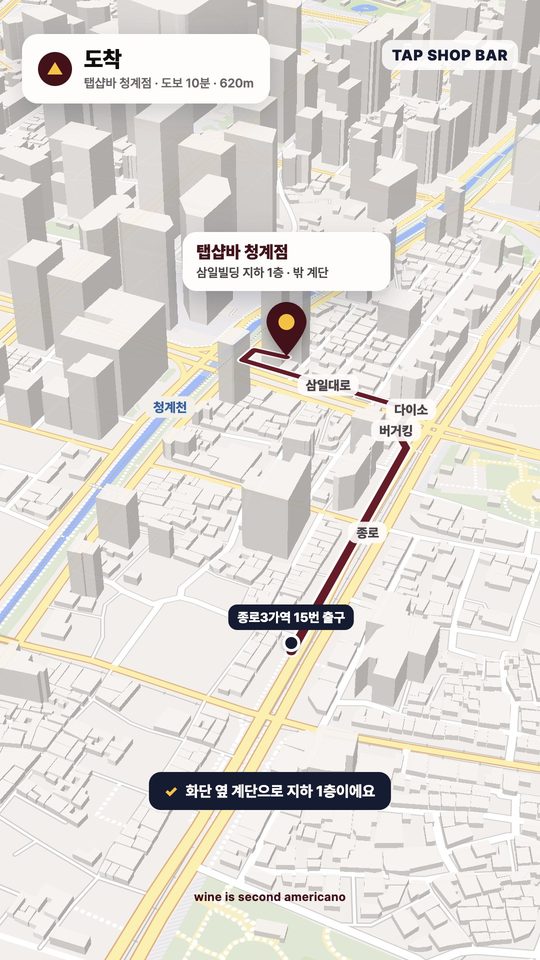 도착
탭샵바 청계점 · 도보 10분 · 620m
TAP SHOP BAR
탭샵바 청계점
삼일빌딩 지하 1층 · 밖 계단
삼일대로
다이소
청계천
버거킹
종로
종로3가역 15번 출구
화단 옆 계단으로 지하 1층이에요
wine is second americano